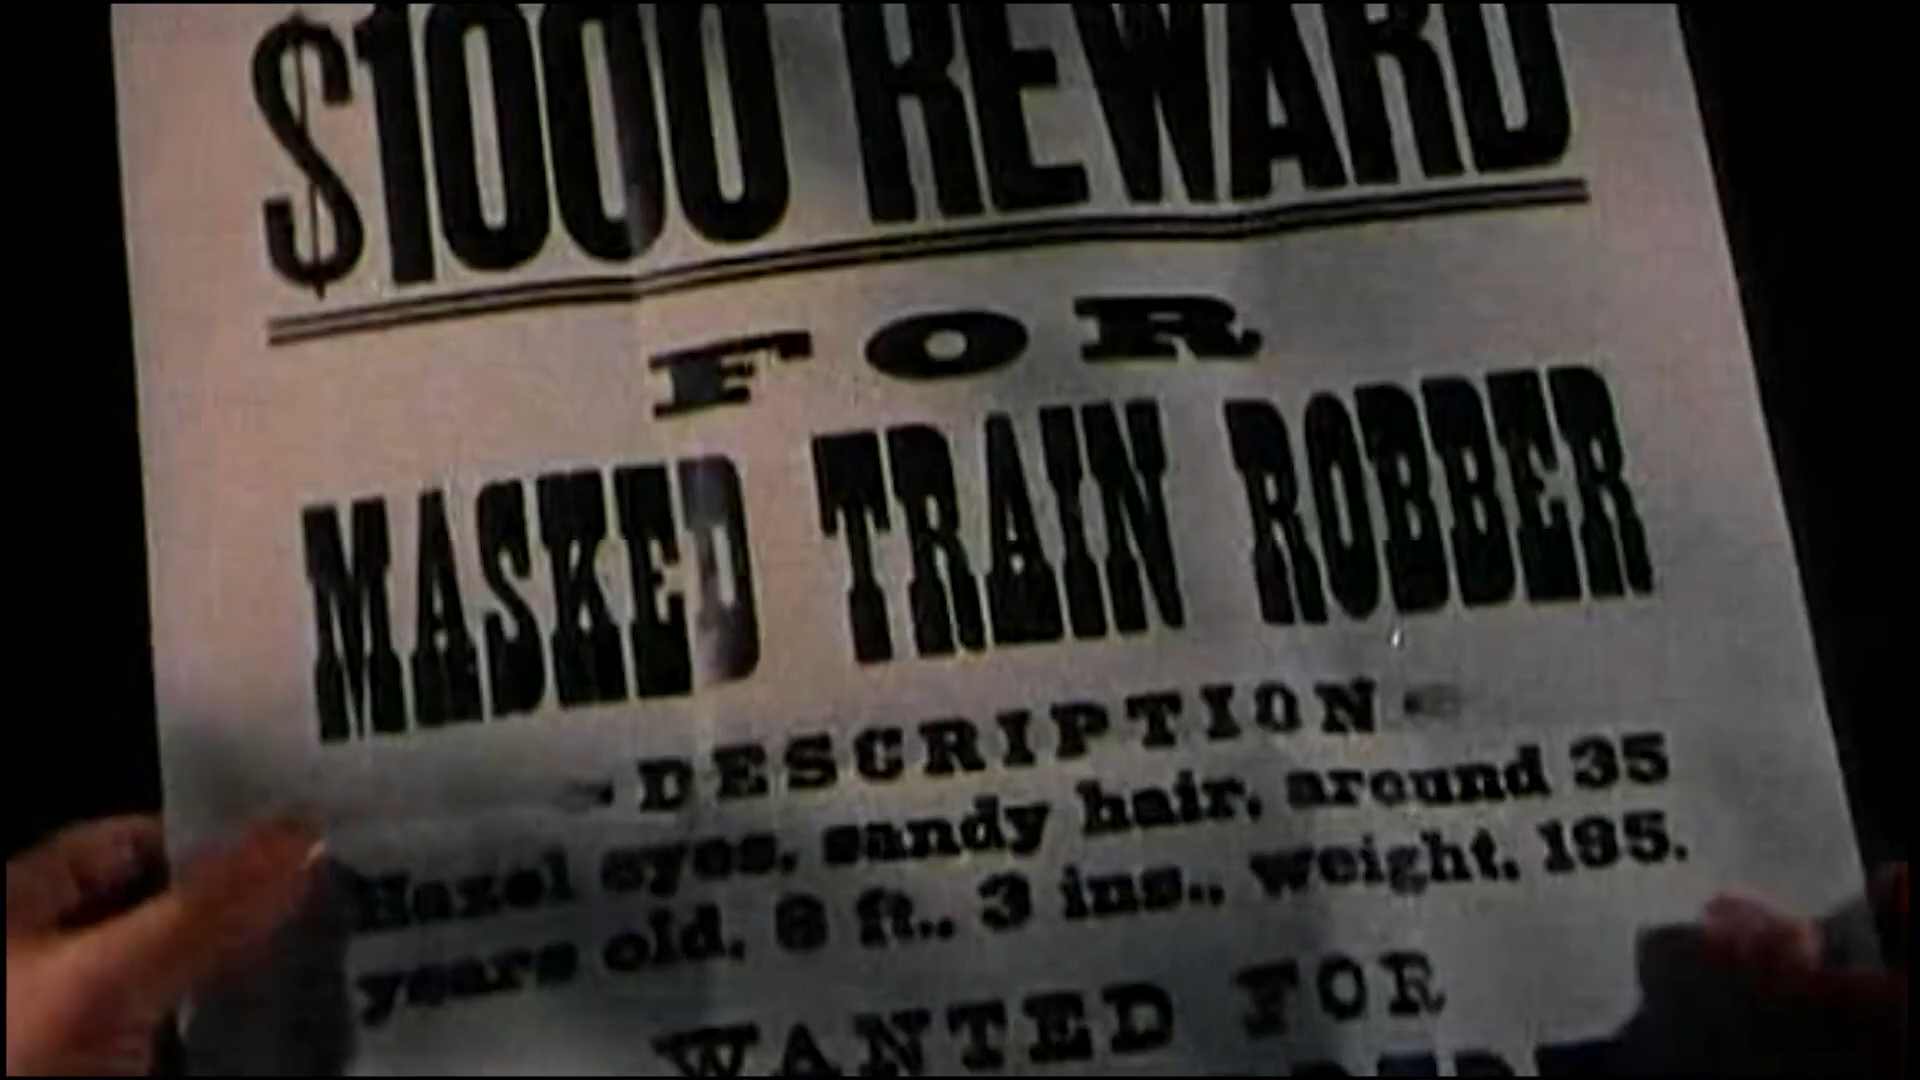 $1000 REWARD
FOR
MASKED TRAIN ROBBER
DESCRIPTION
Hazel eyes, sandy hair, around 35
years old, 6 ft., 3 ins., weight, 195.
WANTED FOR